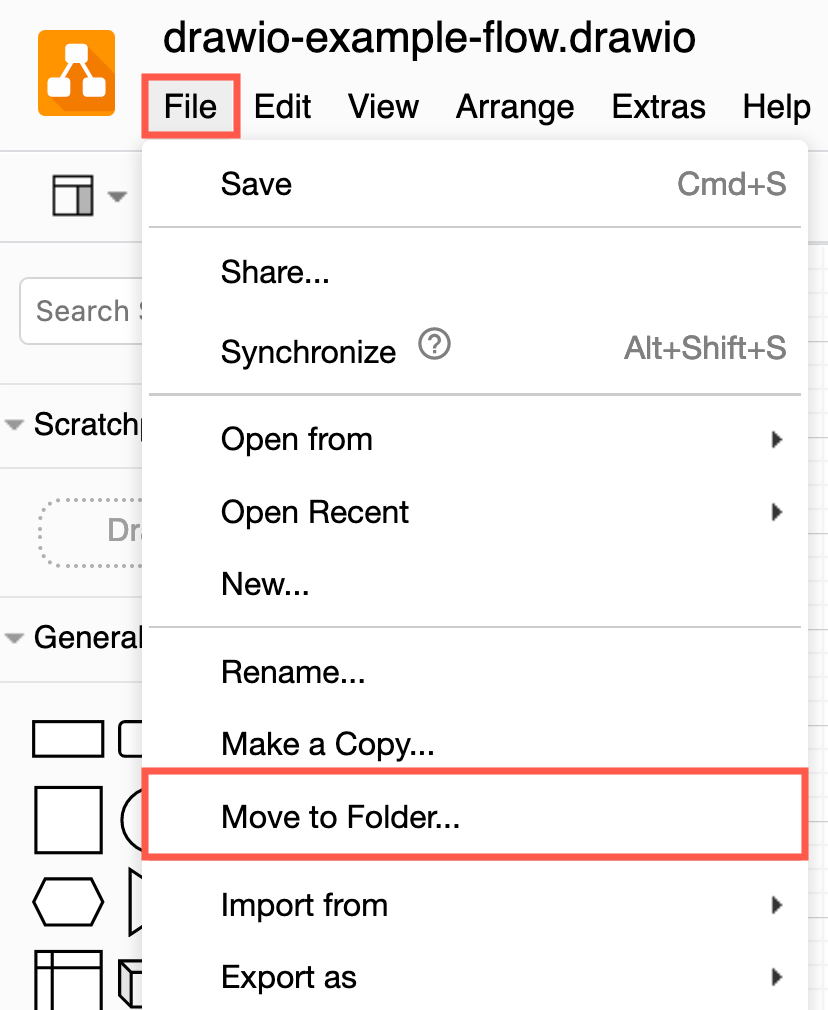 drawio-example-flow.drawio
File Edit View Arrange Extras Help
Save Cmd+S
Share...
Search
Synchronize ? Alt+Shift+S
Scratchp
Open from
Open Recent
Dra
New...
General
Rename...
Make a Copy...
Move to Folder...
Import from
Export as